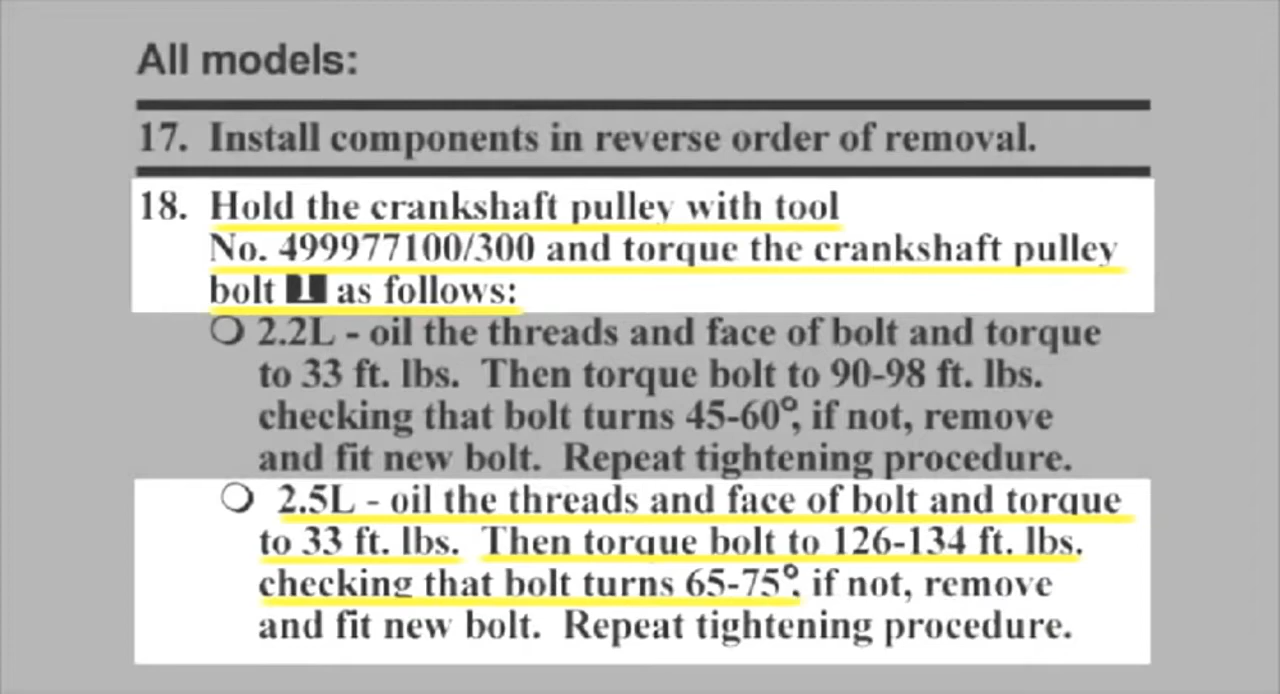 All models:
17. Install components in reverse order of removal.
18. Hold the crankshaft pulley with tool
No. 499977100/300 and torque the crankshaft pulley
bolt 1 as follows:
○ 2.2L - oil the threads and face of bolt and torque
to 33 ft. lbs. Then torque bolt to 90-98 ft. lbs.
checking that bolt turns 45-60°, if not, remove
and fit new bolt. Repeat tightening procedure.
○ 2.5L - oil the threads and face of bolt and torque
to 33 ft. lbs. Then torque bolt to 126-134 ft. lbs.
checking that bolt turns 65-75°, if not, remove
and fit new bolt. Repeat tightening procedure.